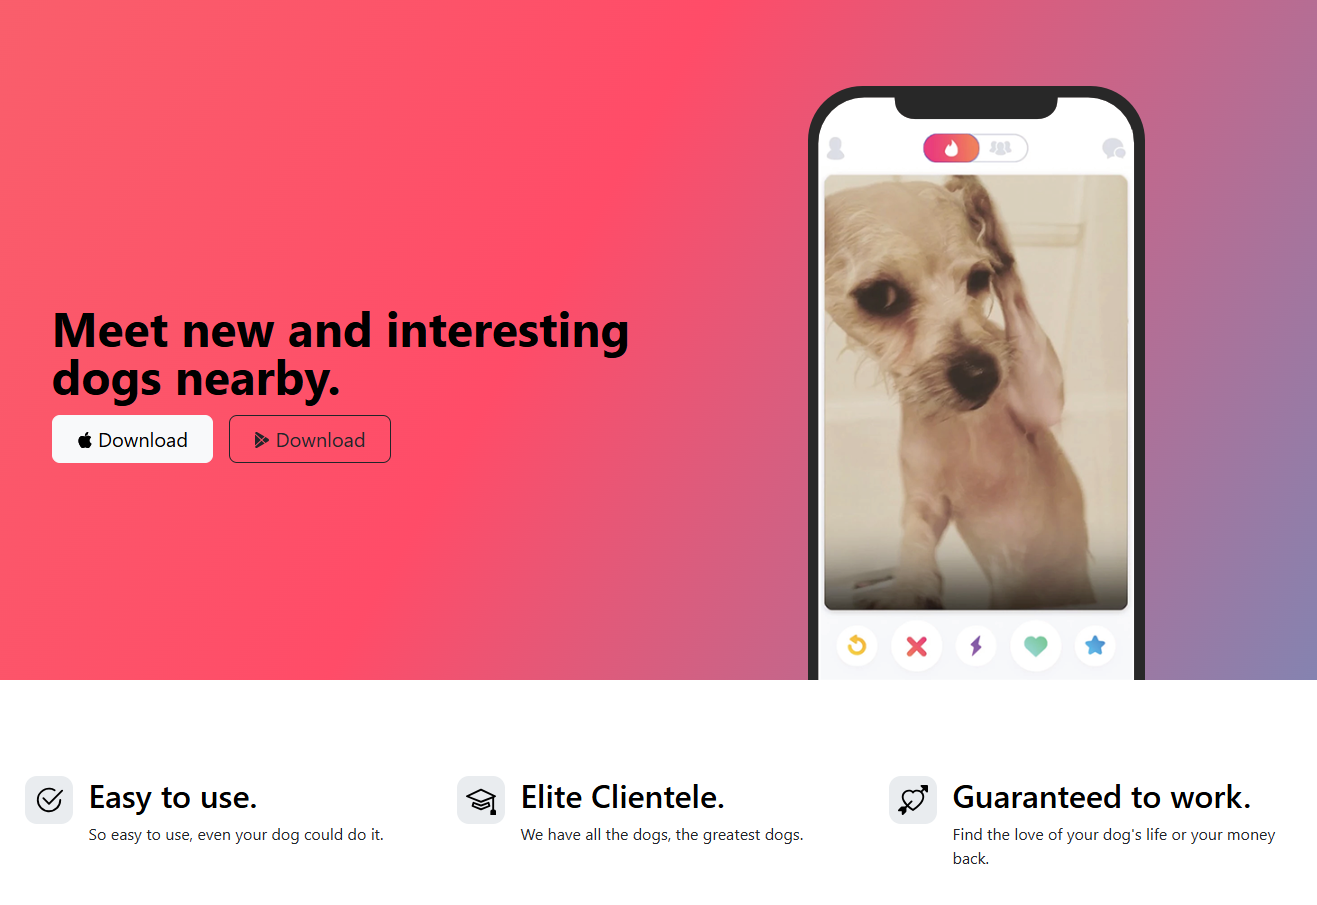 Meet new and interesting
dogs nearby.
Download
Download
Easy to use.
So easy to use, even your dog could do it.
Elite Clientele.
We have all the dogs, the greatest dogs.
Guaranteed to work.
Find the love of your dog's life or your money
back.